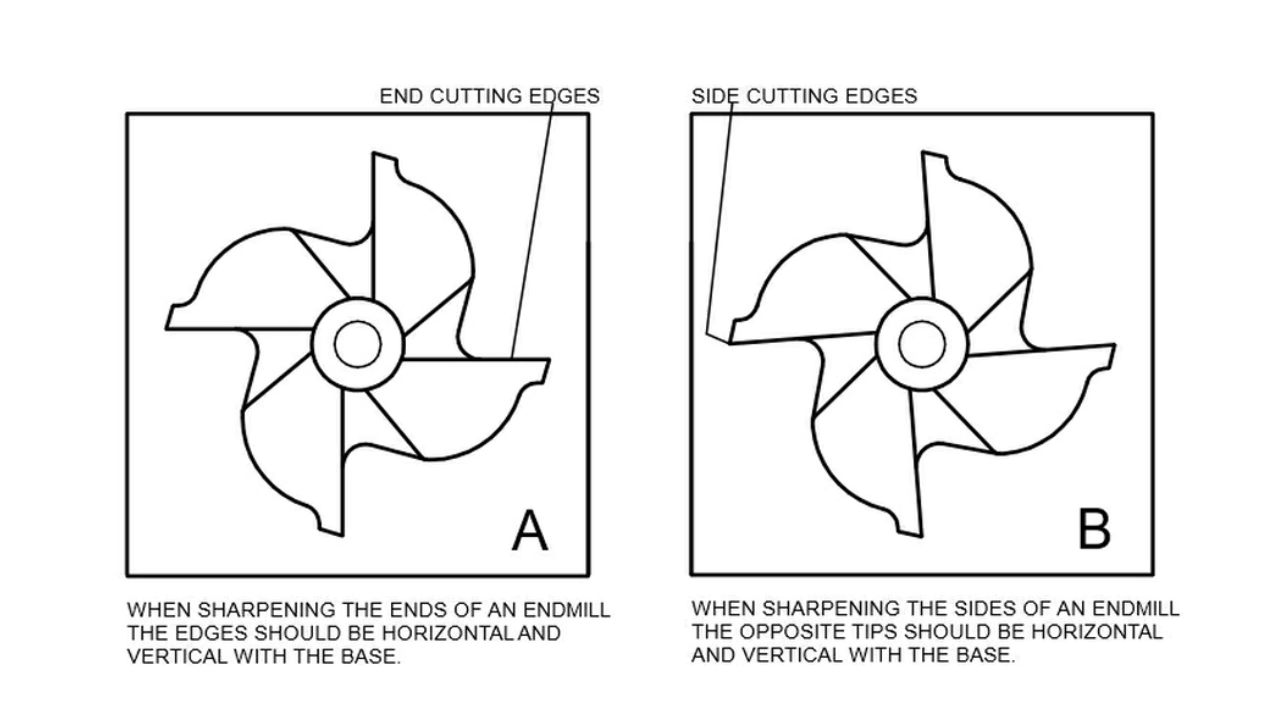 END CUTTING EDGES
SIDE CUTTING EDGES
A
B
WHEN SHARPENING THE ENDS OF AN ENDMILL
THE EDGES SHOULD BE HORIZONTAL AND
VERTICAL WITH THE BASE.
WHEN SHARPENING THE SIDES OF AN ENDMILL
THE OPPOSITE TIPS SHOULD BE HORIZONTAL
AND VERTICAL WITH THE BASE.